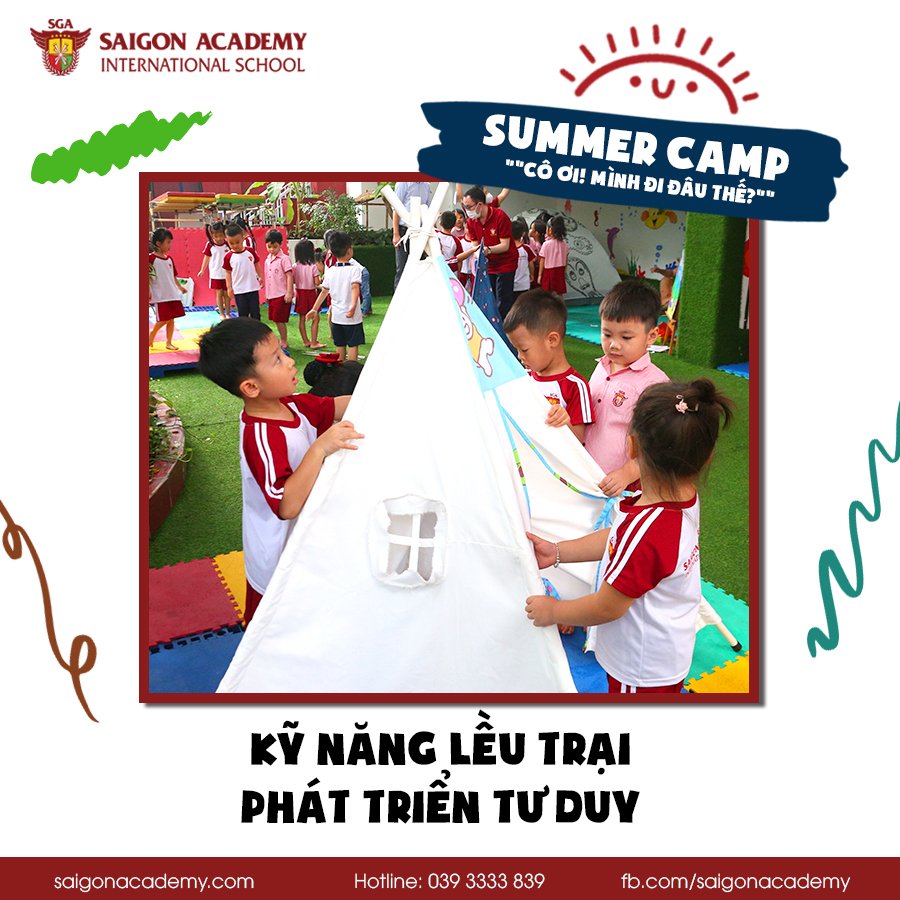 SGA
SAIGON ACADEMY
INTERNATIONAL SCHOOL
SUMMER CAMP
""CÔ ƠI! MÌNH ĐI ĐÂU THẾ?""
KỸ NĂNG LỀU TRẠI
PHÁT TRIỂN TƯ DUY
saigonacademy.com
Hotline: 039 3333 839
fb.com/saigonacademy